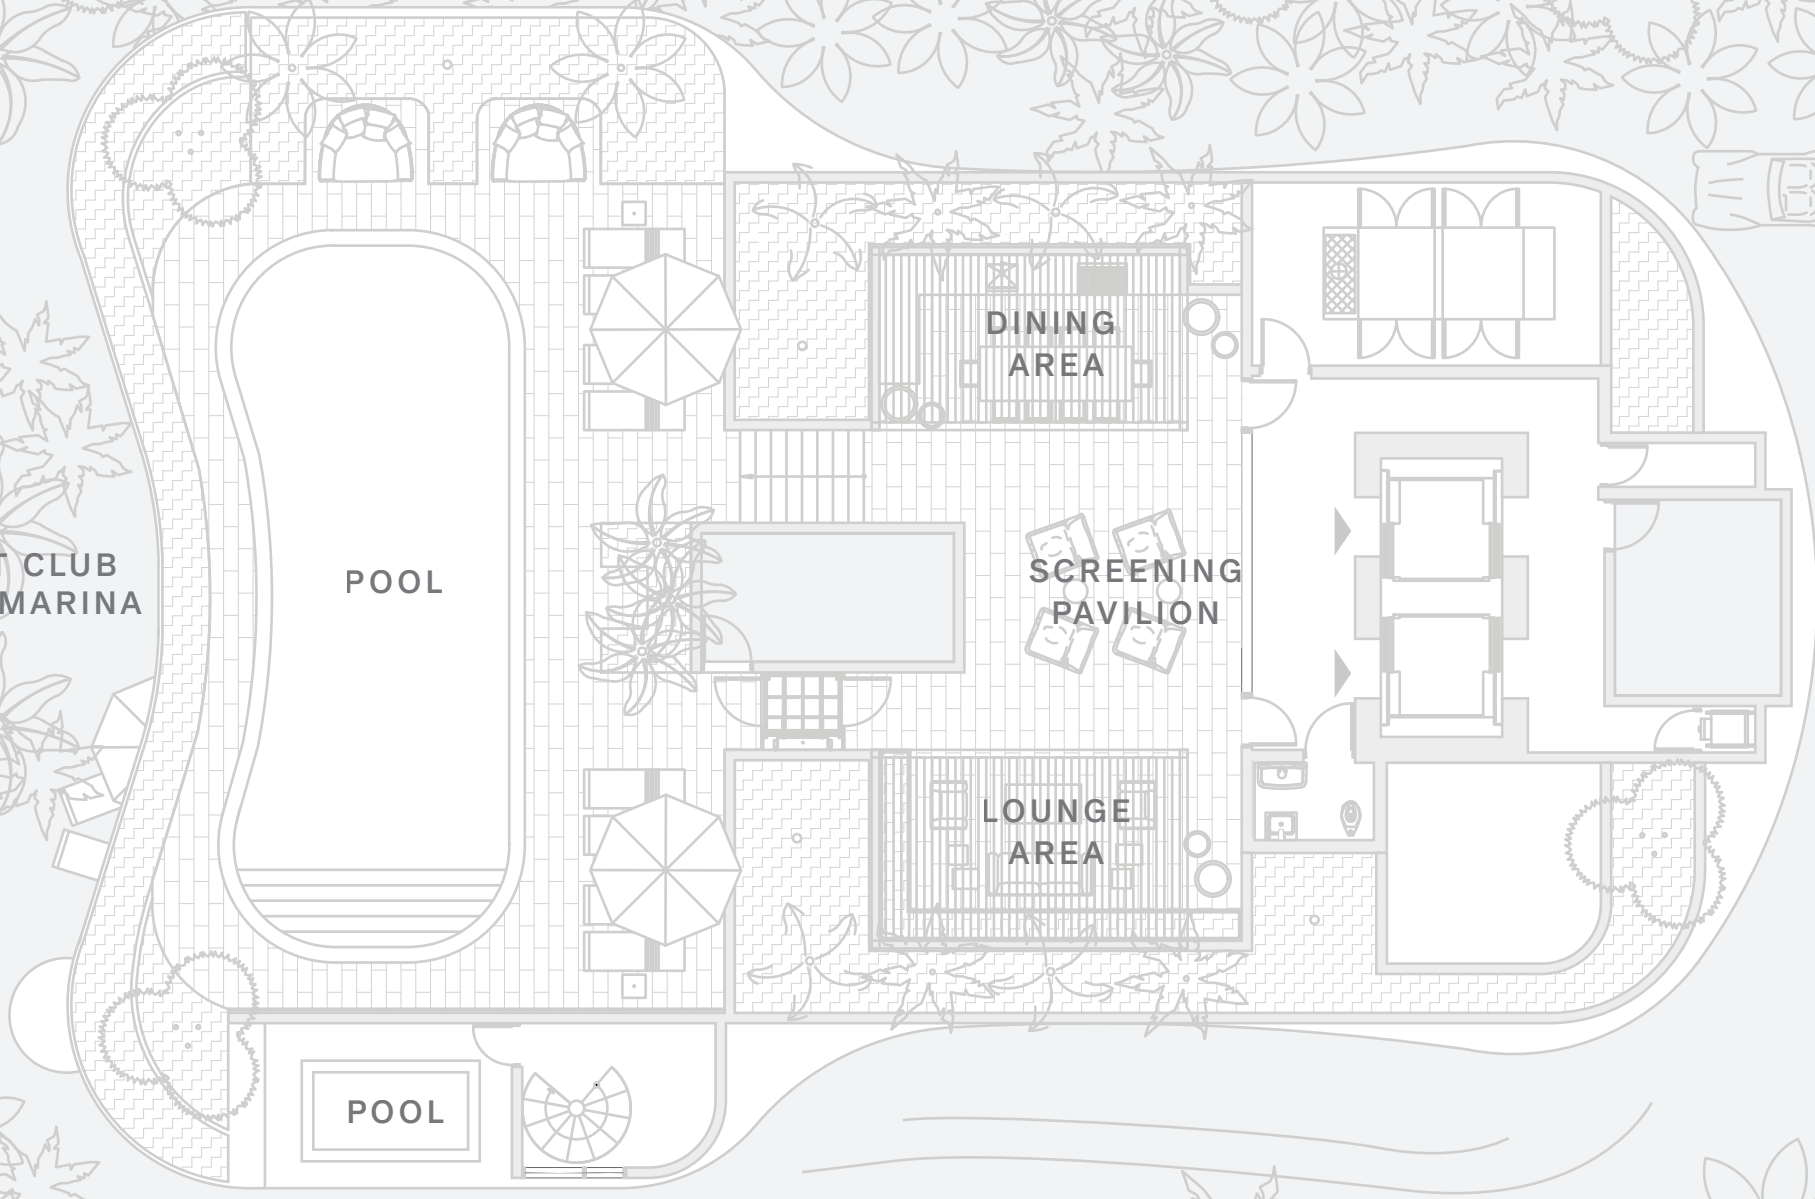 DINING
AREA
T CLUB
MARINA
POOL
SCREENING
PAVILION
LOUNGE
AREA
POOL